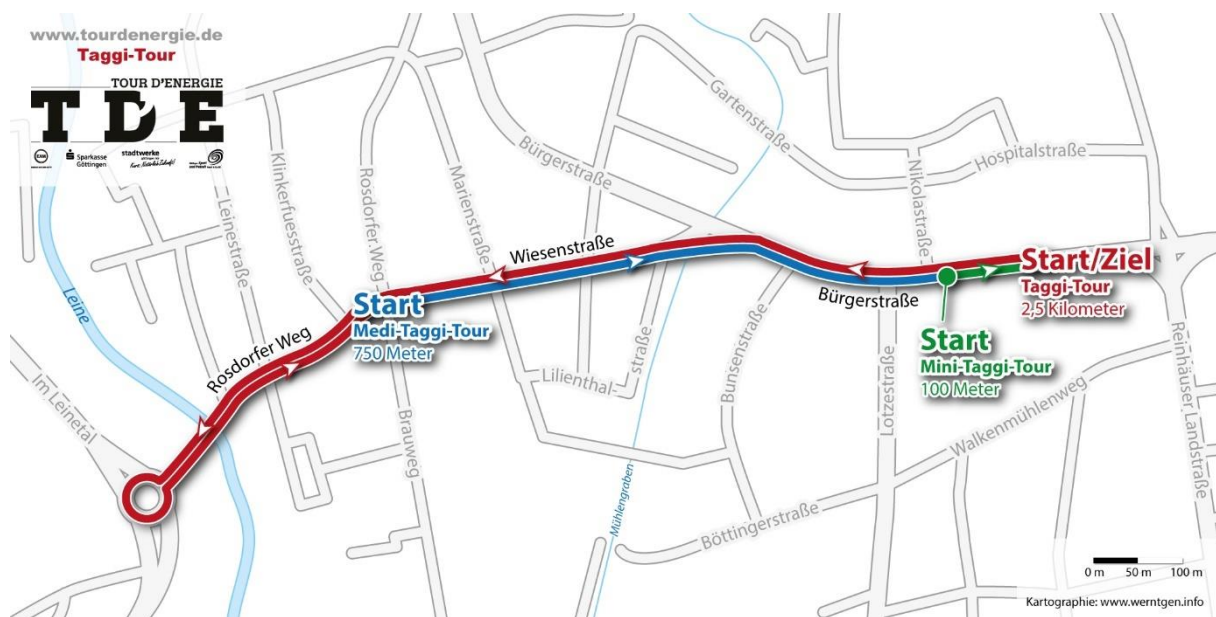 www.tourdenergie.de
Taggi-Tour
TOUR D'ENERGIE
TDE
EAM
Sparkasse
Göttingen
stadtwerke
Leine
Im Leinetal
Rosdorfer Weg
Leinestraße
Klinkerfuesstraße
Rosdorfer Weg
Marienstraße
Bürgerstraße
Wiesenstraße
Gartenstraße
Nikolastraße
Hospitalstraße
Start
Medi-Taggi-Tour
750 Meter
Brauweg
Lilienthal-
straße
Mühlengraben
Bunsenstraße
Böttingerstraße
Bürgerstraße
Lotzestraße
Walkenmühlenweg
Start/Ziel
Taggi-Tour
2,5 Kilometer
Start
Mini-Taggi-Tour
100 Meter
Reinhäuser Landstraße
0 m 50 m 100 m
Kartographie: www.werntgen.info